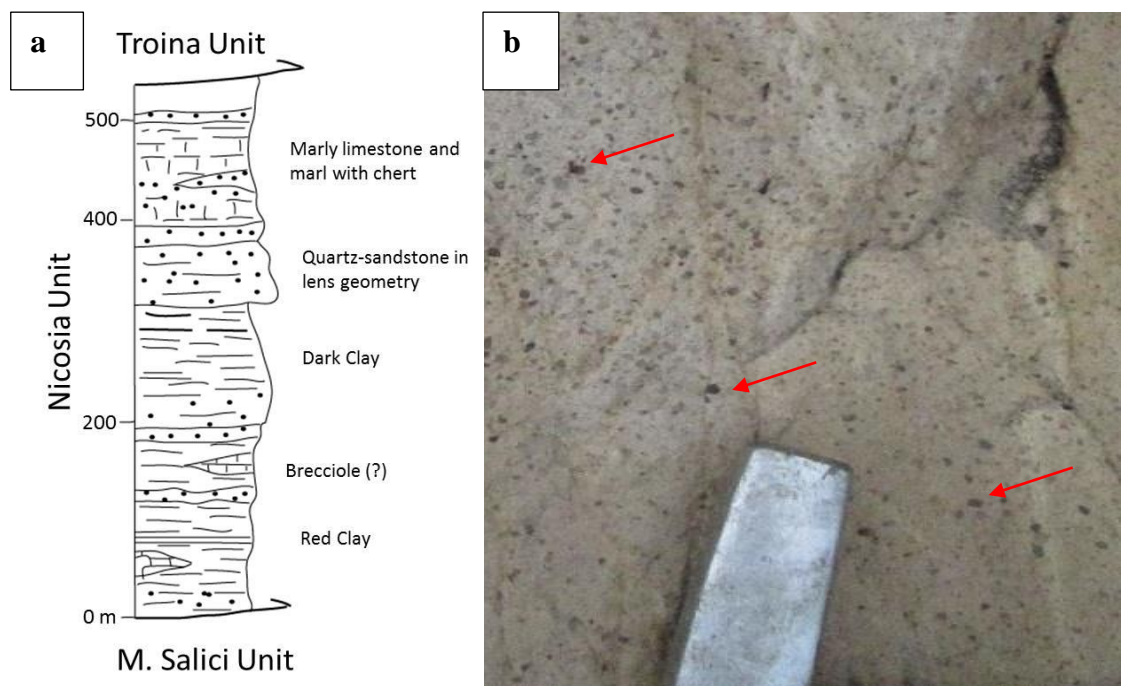 a
Troina Unit
500
Marly limestone and
marl with chert
400
Quartz-sandstone in
lens geometry
Nicosia Unit
Dark Clay
200
Brecciole (?)
Red Clay
0 m
M. Salici Unit
b